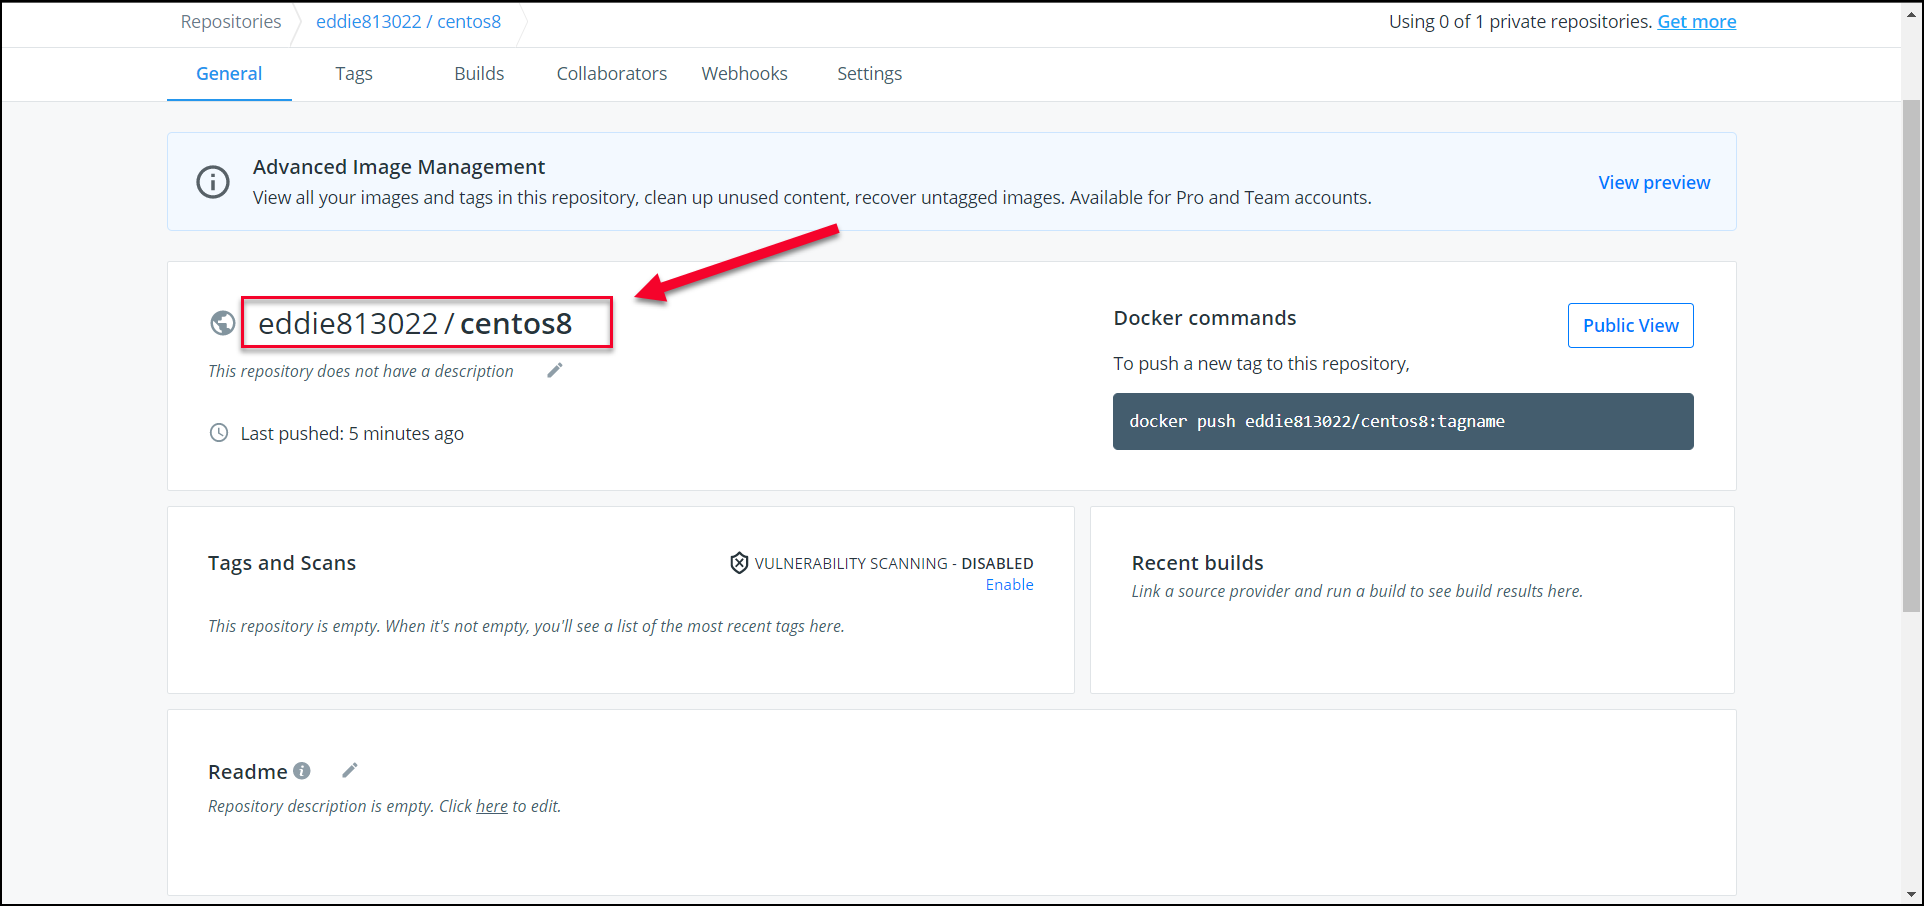 Repositories eddie813022 / centos8 Using 0 of 1 private repositories. Get more
General Tags Builds Collaborators Webhooks Settings
Advanced Image Management
View all your images and tags in this repository, clean up unused content, recover untagged images. Available for Pro and Team accounts.
View preview
eddie813022 / centos8
This repository does not have a description
Last pushed: 5 minutes ago
Docker commands
Public View
To push a new tag to this repository,
docker push eddie813022/centos8:tagname
Tags and Scans
VULNERABILITY SCANNING - DISABLED
Enable
This repository is empty. When it's not empty, you'll see a list of the most recent tags here.
Recent builds
Link a source provider and run a build to see build results here.
Readme
Repository description is empty. Click here to edit.